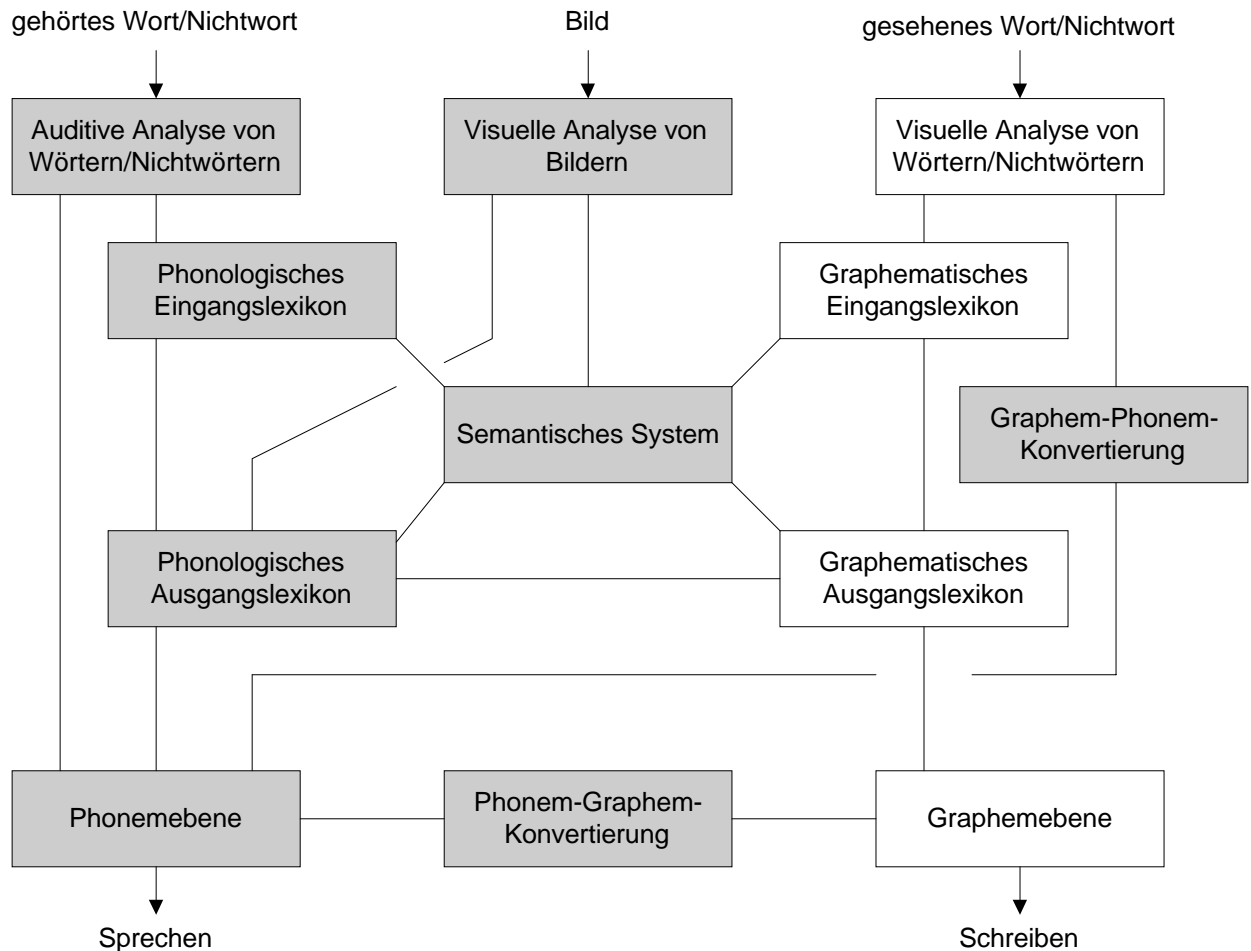 gehörtes Wort/Nichtwort
Bild
gesehenes Wort/Nichtwort
Auditive Analyse von
Wörtern/Nichtwörtern
Visuelle Analyse von
Bildern
Visuelle Analyse von
Wörtern/Nichtwörtern
Phonologisches
Eingangslexikon
Graphematisches
Eingangslexikon
Semantisches System
Graphem-Phonem-
Konvertierung
Phonologisches
Ausgangslexikon
Graphematisches
Ausgangslexikon
Phonemebene
Phonem-Graphem-
Konvertierung
Graphemebene
Sprechen
Schreiben